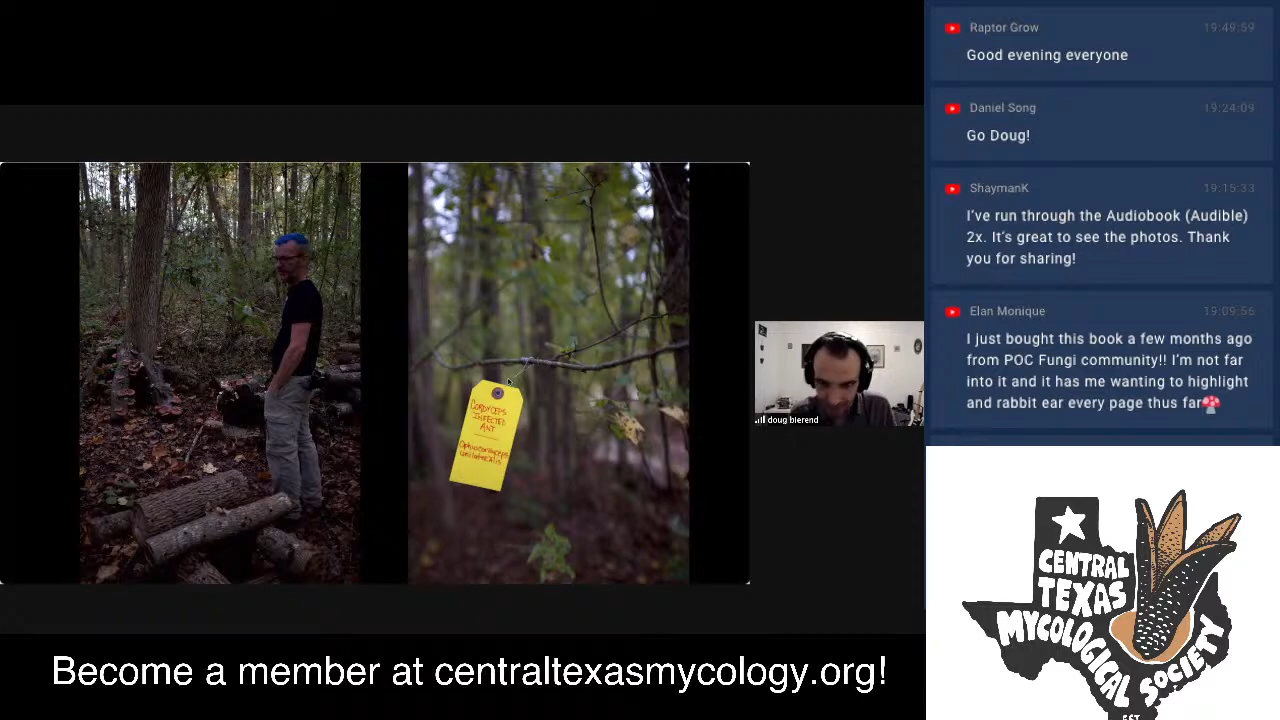 Raptor Grow 19:49:59
Good evening everyone
Daniel Song 19:24:09
Go Doug!
ShaymanK 19:15:33
I've run through the Audiobook (Audible)
2x. It's great to see the photos. Thank
you for sharing!
Elan Monique 19:09:56
I just bought this book a few months ago
from POC Fungi community!! I'm not far
into it and it has me wanting to highlight
and rabbit ear every page thus far🍄
CORDYCEPS
INFECTED
ANT
Ophiocordyceps
unilateralis
doug bierend
CENTRAL
TEXAS
MYCOLOGICAL
SOCIETY
EST
Become a member at centraltexasmycology.org!